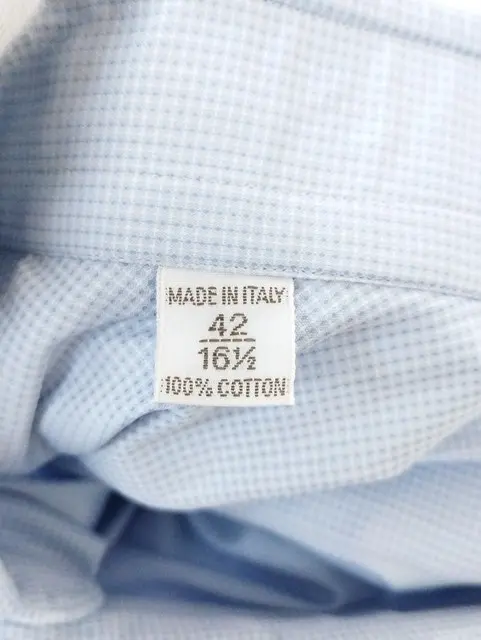 MADE IN ITALY
42
16½
100% COTTON